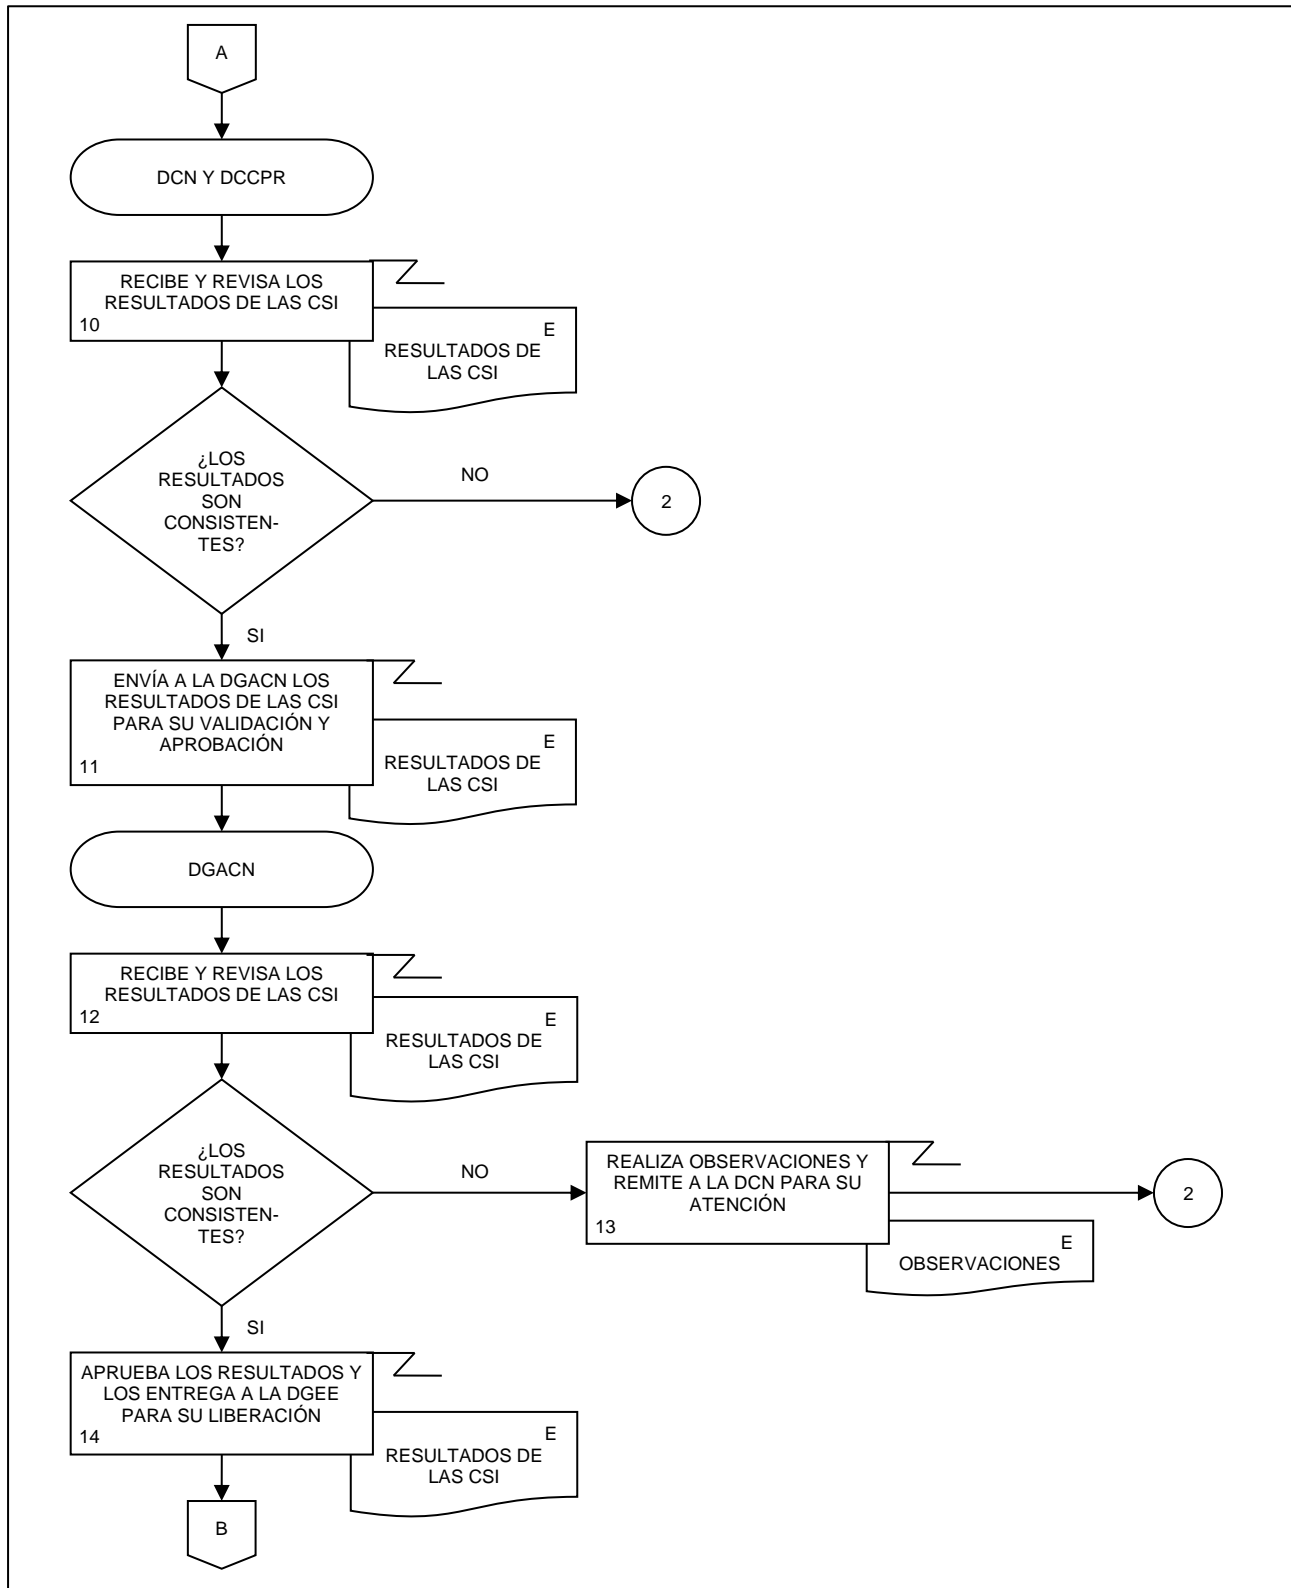 A
DCN Y DCCPR
RECIBE Y REVISA LOS
RESULTADOS DE LAS CSI
10
E
RESULTADOS DE
LAS CSI
¿LOS
RESULTADOS
SON
CONSISTEN-
TES?
NO
2
SI
ENVÍA A LA DGACN LOS
RESULTADOS DE LAS CSI
PARA SU VALIDACIÓN Y
APROBACIÓN
11
E
RESULTADOS DE
LAS CSI
DGACN
RECIBE Y REVISA LOS
RESULTADOS DE LAS CSI
12
E
RESULTADOS DE
LAS CSI
¿LOS
RESULTADOS
SON
CONSISTEN-
TES?
NO
REALIZA OBSERVACIONES Y
REMITE A LA DCN PARA SU
ATENCIÓN
13
E
OBSERVACIONES
2
SI
APRUEBA LOS RESULTADOS Y
LOS ENTREGA A LA DGEE
PARA SU LIBERACIÓN
14
E
RESULTADOS DE
LAS CSI
B